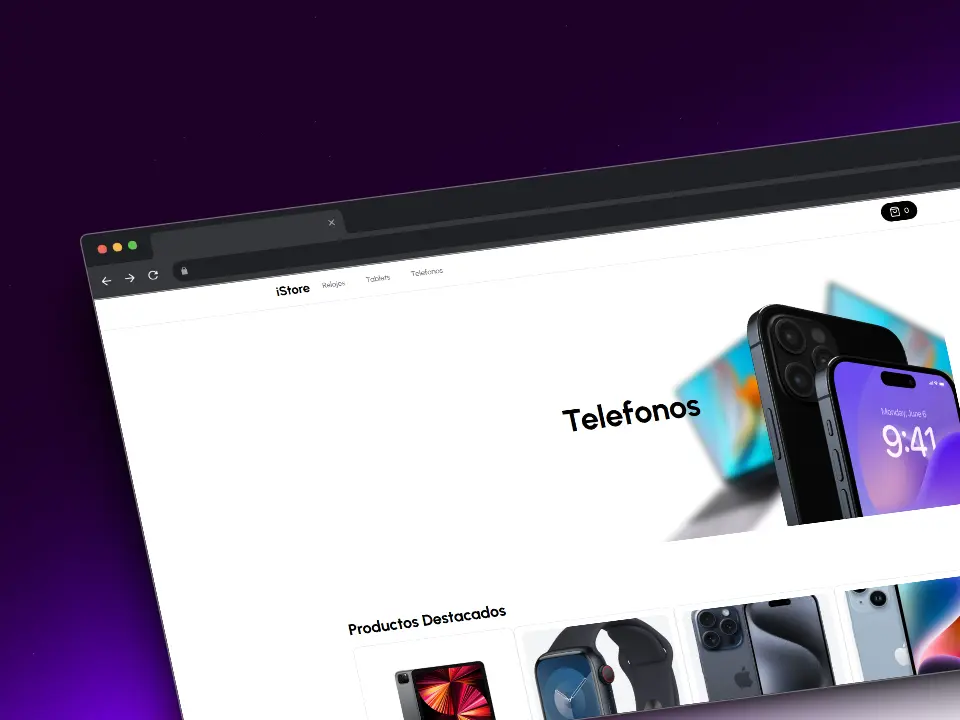 0
iStore Relojes Tablets Telefonos
Telefonos
Monday, June 6
9:41
Productos Destacados